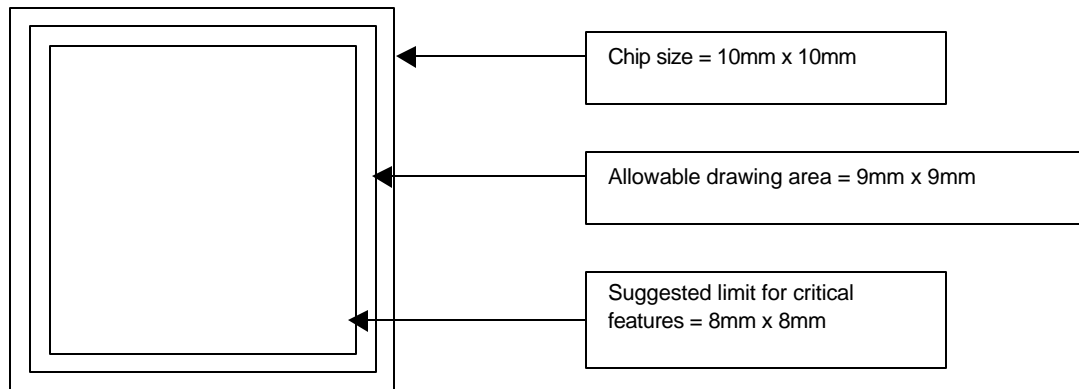 Chip size = 10mm x 10mm
Allowable drawing area = 9mm x 9mm
Suggested limit for critical
features = 8mm x 8mm